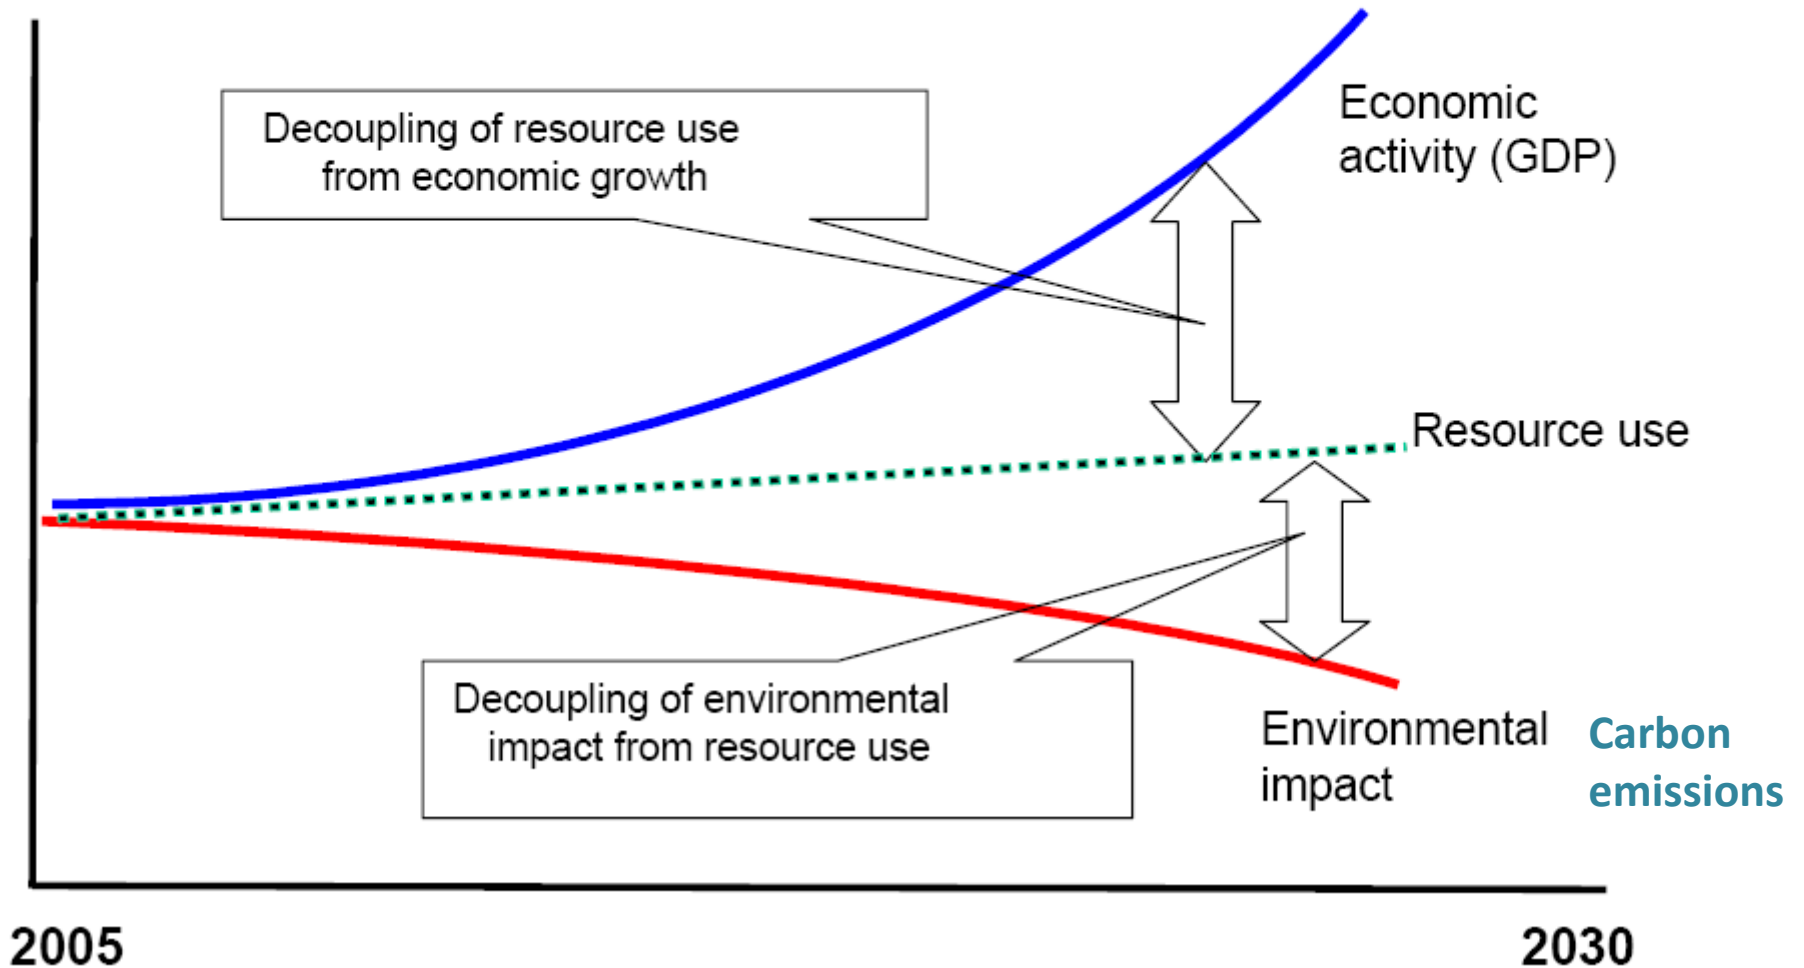 Decoupling of resource use
from economic growth
Economic
activity (GDP)
Resource use
Decoupling of environmental
impact from resource use
Environmental
impact
Carbon
emissions
2005
2030